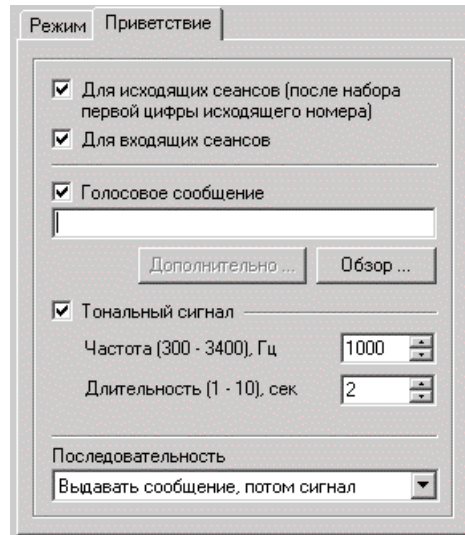 Режим Приветствие
Для исходящих сеансов (после набора
первой цифры исходящего номера)
Для входящих сеансов
Голосовое сообщение
Дополнительно ... Обзор ...
Тональный сигнал
Частота (300 - 3400), Гц 1000
Длительность (1 - 10), сек 2
Последовательность
Выдавать сообщение, потом сигнал